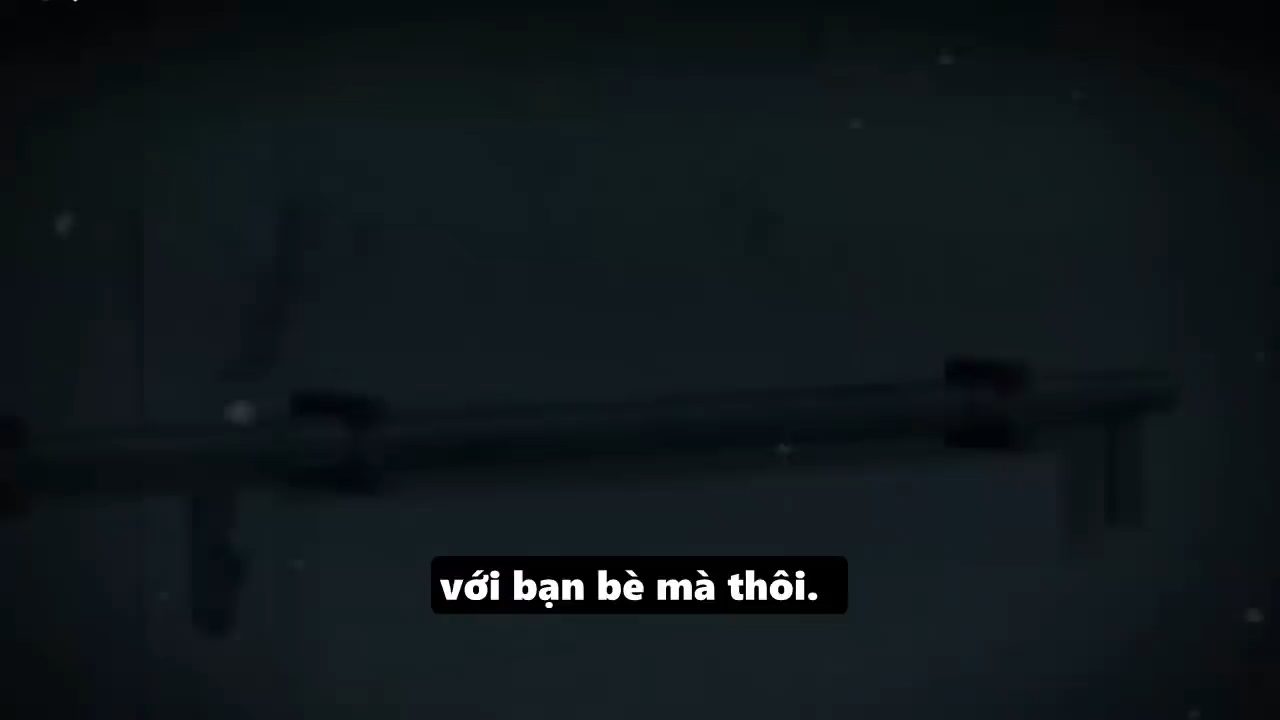 với bạn bè mà thôi.